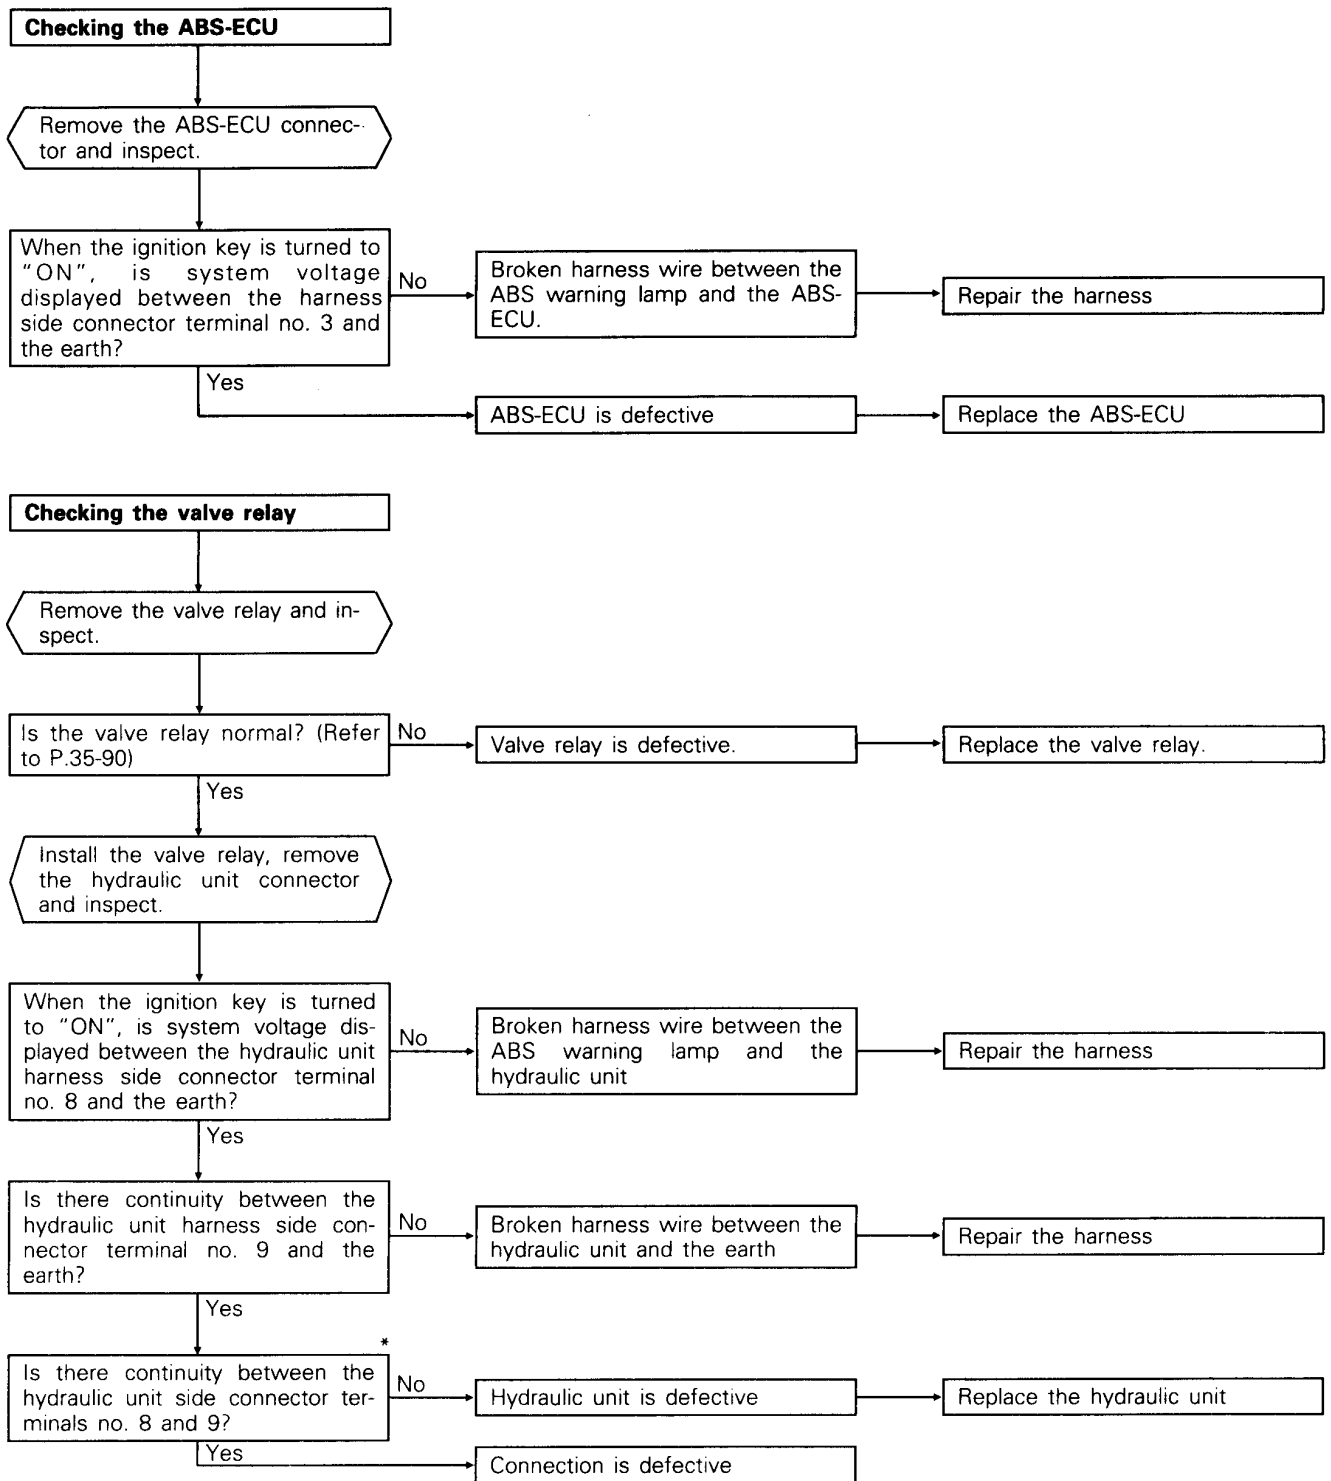 Checking the ABS-ECU
Remove the ABS-ECU connec-
tor and inspect.
When the ignition key is turned to
"ON", is system voltage
displayed between the harness
side connector terminal no. 3 and
the earth?
No
Broken harness wire between the
ABS warning lamp and the ABS-
ECU.
Repair the harness
Yes
ABS-ECU is defective
Replace the ABS-ECU
Checking the valve relay
Remove the valve relay and in-
spect.
Is the valve relay normal? (Refer
to P.35-90)
No
Valve relay is defective.
Replace the valve relay.
Yes
Install the valve relay, remove
the hydraulic unit connector
and inspect.
When the ignition key is turned
to "ON", is system voltage dis-
played between the hydraulic unit
harness side connector terminal
no. 8 and the earth?
No
Broken harness wire between the
ABS warning lamp and the
hydraulic unit
Repair the harness
Yes
Is there continuity between the
hydraulic unit harness side con-
nector terminal no. 9 and the
earth?
No
Broken harness wire between the
hydraulic unit and the earth
Repair the harness
Yes
*
Is there continuity between the
hydraulic unit side connector ter-
minals no. 8 and 9?
No
Hydraulic unit is defective
Replace the hydraulic unit
Yes
Connection is defective